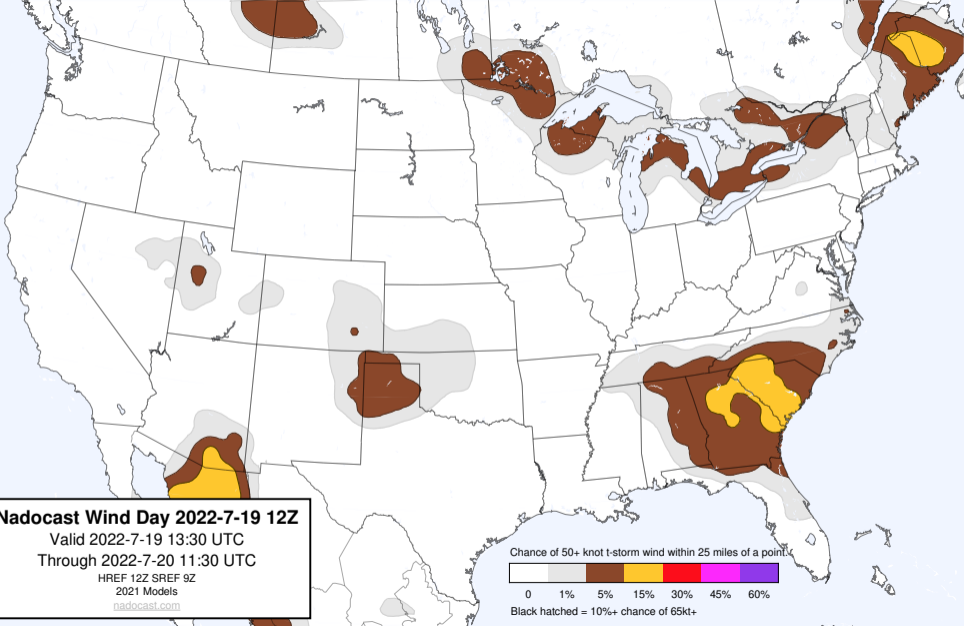 Nadocast Wind Day 2022-7-19 12Z
Valid 2022-7-19 13:30 UTC
Through 2022-7-20 11:30 UTC
HREF 12Z SREF 9Z
2021 Models
nadocast.com
Chance of 50+ knot t-storm wind within 25 miles of a point.
0 1% 5% 15% 30% 45% 60%
Black hatched = 10%+ chance of 65kt+